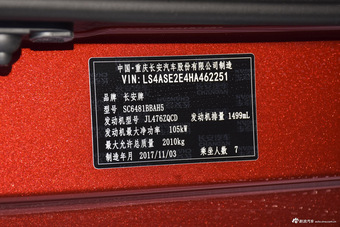 中国·重庆长安汽车股份有限公司制造
VIN: LS4ASE2E4HA462251
品牌 长安牌
型号 SC6481BBAH5
发动机型号 JL476ZQCD 发动机排量 1499mL
发动机最大净功率 105kW
最大允许总质量 2010kg
制造年月 2017/11/03 乘坐人数 7